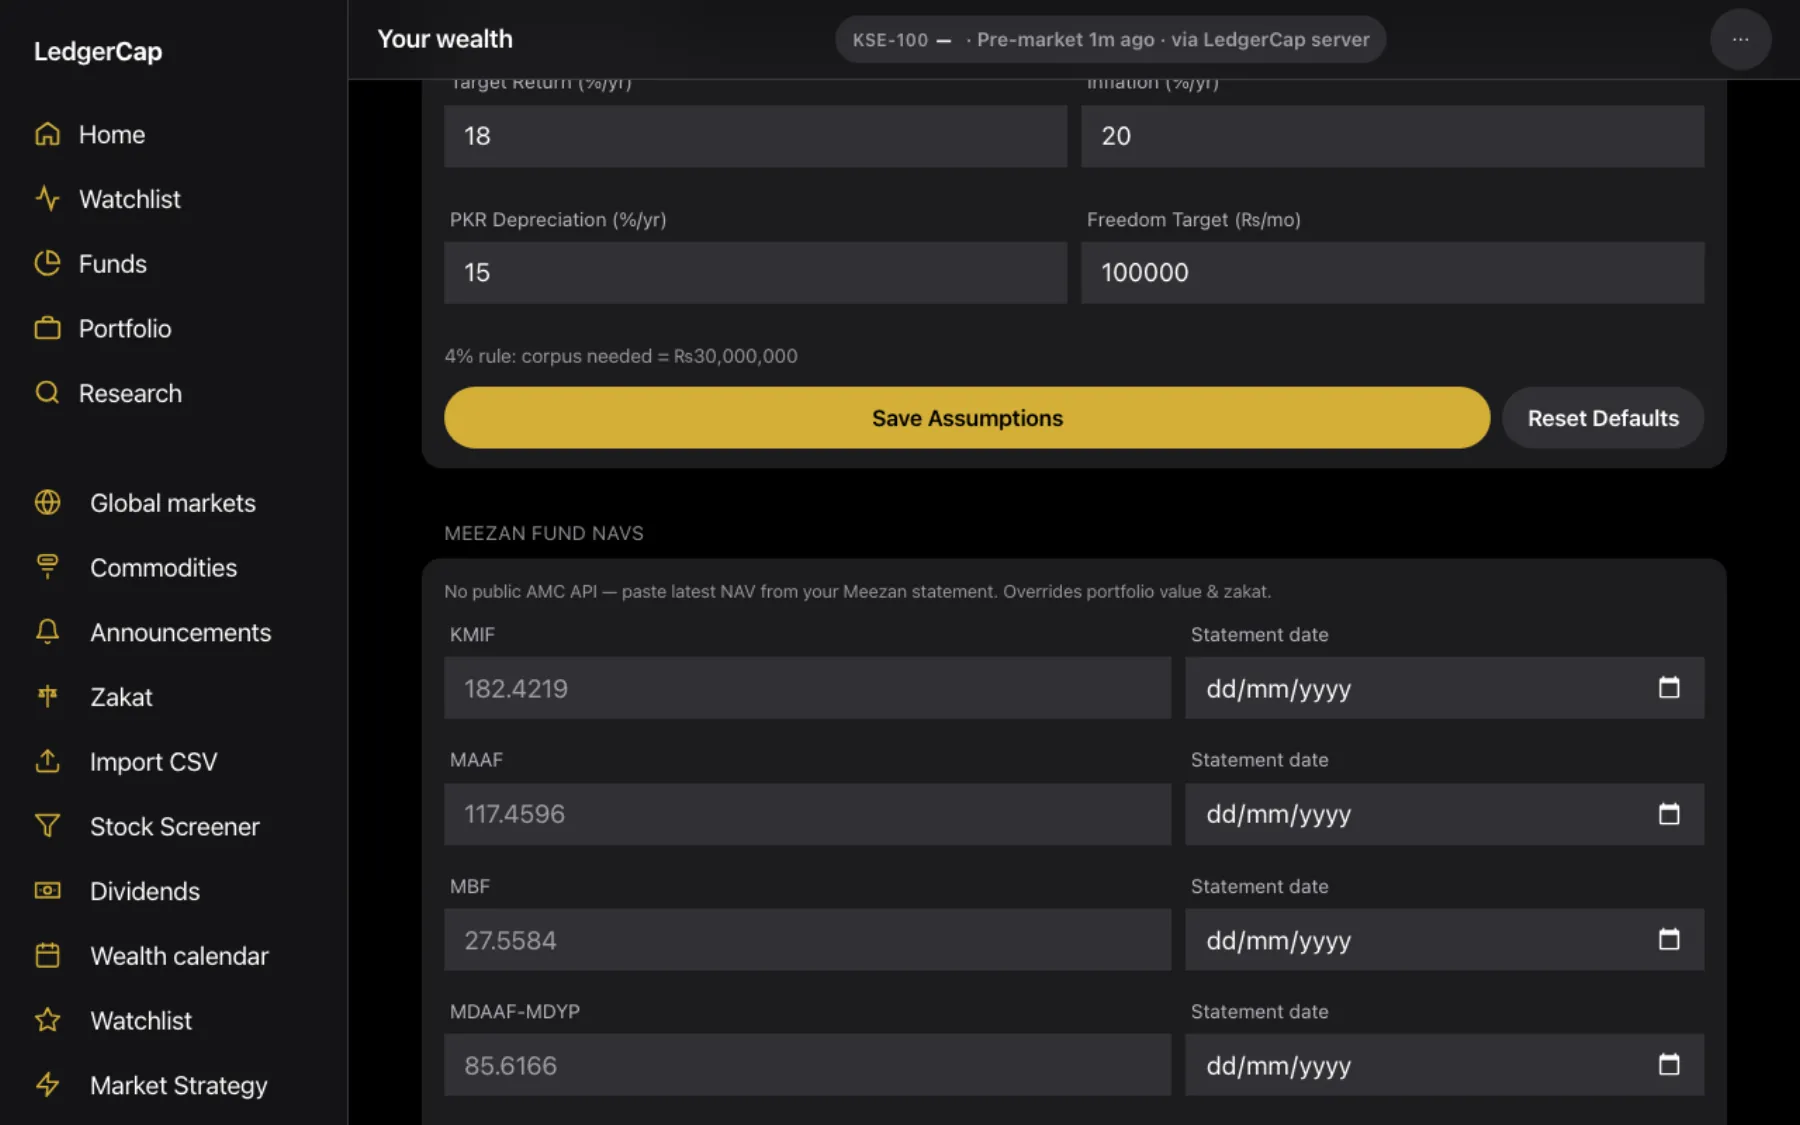 LedgerCap
Your wealth
KSE-100 — · Pre-market 1m ago · via LedgerCap server
...
Home
Watchlist
Funds
Portfolio
Research
Global markets
Commodities
Announcements
Zakat
Import CSV
Stock Screener
Dividends
Wealth calendar
Watchlist
Market Strategy
Target Return (%/yr)
Inflation (%/yr)
18
20
PKR Depreciation (%/yr)
Freedom Target (₨/mo)
15
100000
4% rule: corpus needed = ₨30,000,000
Save Assumptions
Reset Defaults
MEEZAN FUND NAVS
No public AMC API — paste latest NAV from your Meezan statement. Overrides portfolio value & zakat.
KMIF
Statement date
182.4219
dd/mm/yyyy
MAAF
Statement date
117.4596
dd/mm/yyyy
MBF
Statement date
27.5584
dd/mm/yyyy
MDAAF-MDYP
Statement date
85.6166
dd/mm/yyyy